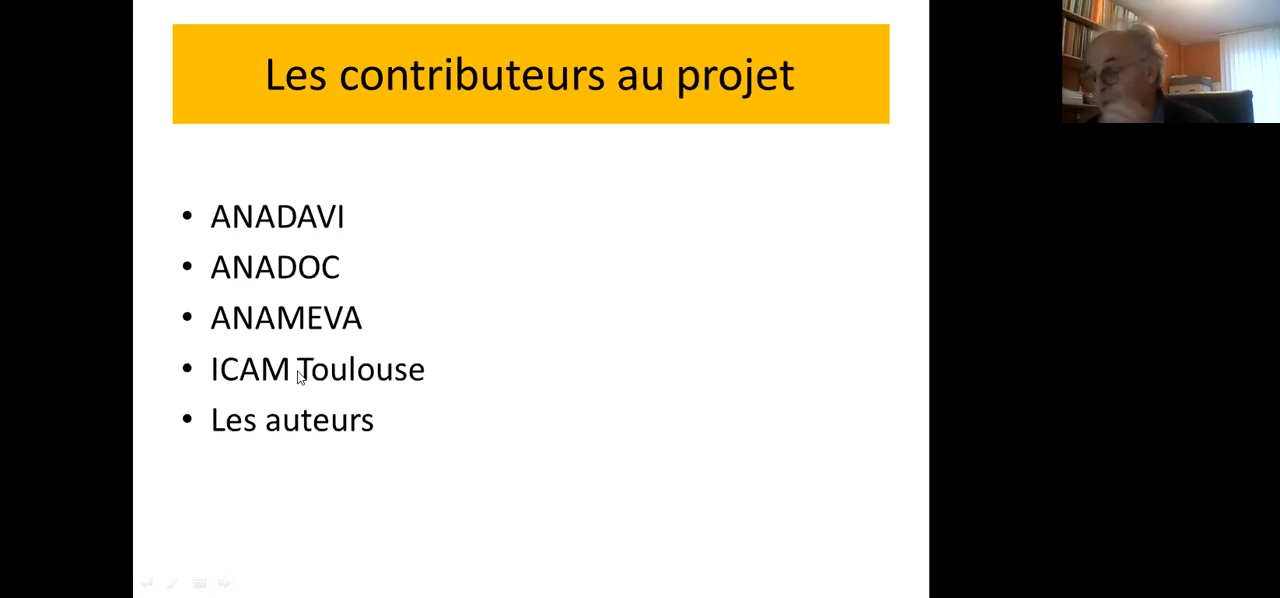 Les contributeurs au projet
• ANADAVI
• ANADOC
• ANAMEVA
• ICAM Toulouse
• Les auteurs